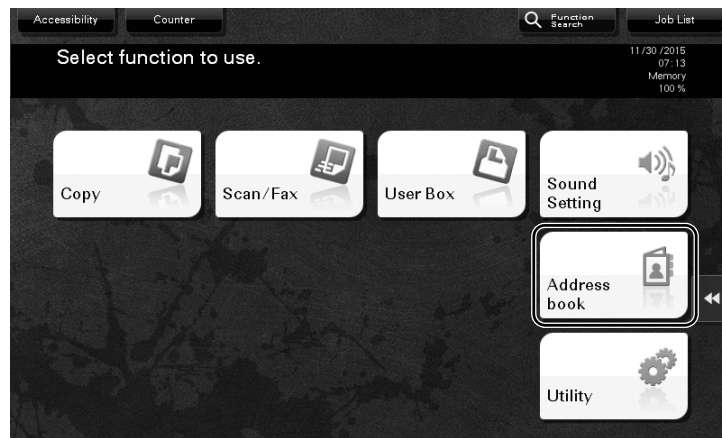 Accessibility
Counter
Function
Search
Job List
Select function to use.
11/30 /2015
07:13
Memory
100 %
Copy
Scan/Fax
User Box
Sound
Setting
Address
book
Utility